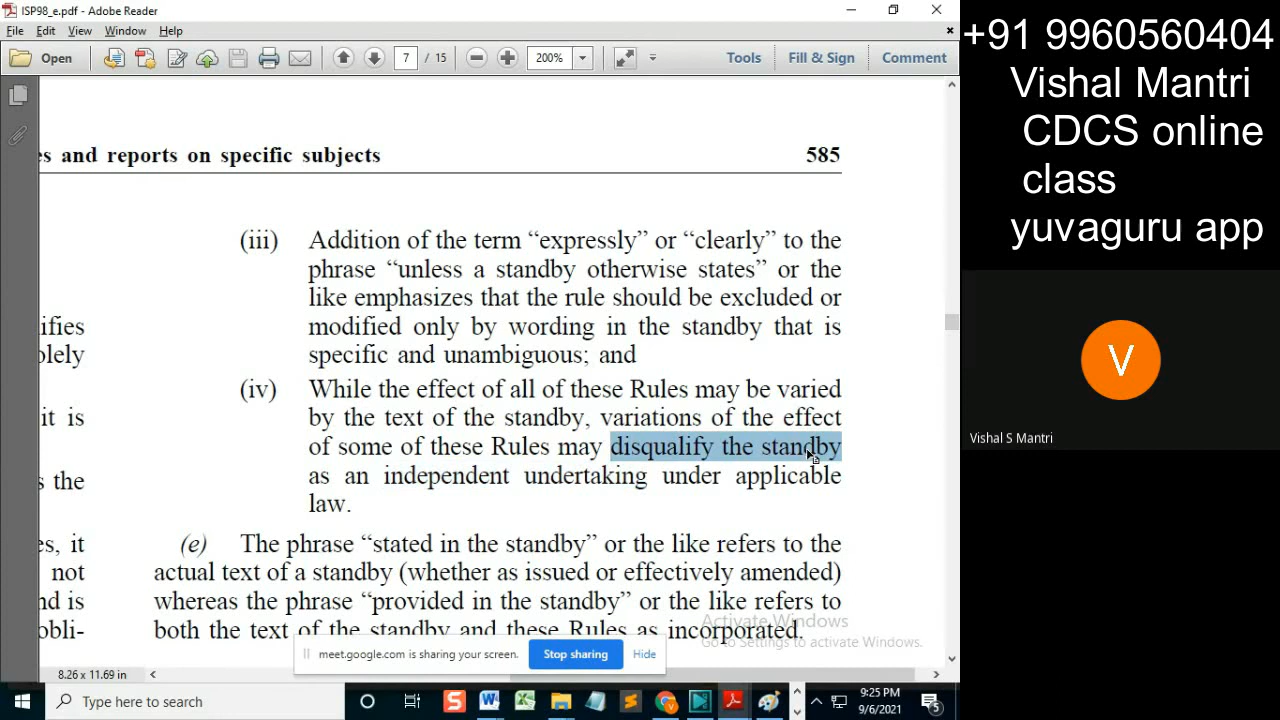 ISP98_e.pdf - Adobe Reader
File Edit View Window Help
Open 7 / 15 200% Tools Fill & Sign Comment
es and reports on specific subjects 585
(iii) Addition of the term “expressly” or “clearly” to the
phrase “unless a standby otherwise states” or the
like emphasizes that the rule should be excluded or
ifies modified only by wording in the standby that is
olely specific and unambiguous; and
(iv) While the effect of all of these Rules may be varied
it is by the text of the standby, variations of the effect
of some of these Rules may disqualify the standby
s the as an independent undertaking under applicable
law.
es, it (e) The phrase “stated in the standby” or the like refers to the
not actual text of a standby (whether as issued or effectively amended)
nd is whereas the phrase “provided in the standby” or the like refers to
obli- both the text of the standby and these Rules as incorporated.
Activate Windows
Go to Settings to activate Windows.
meet.google.com is sharing your screen. Stop sharing Hide
8.26 x 11.69 in
Type here to search
9:25 PM
9/6/2021
5
+91 9960560404
Vishal Mantri
CDCS online
class
yuvaguru app
V
Vishal S Mantri